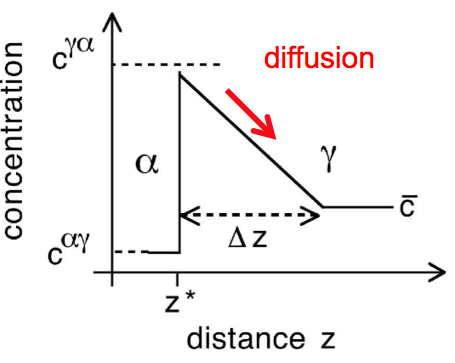 concentration
c^γα
diffusion
α
γ
c̄
Δz
c^αγ
z*
distance z